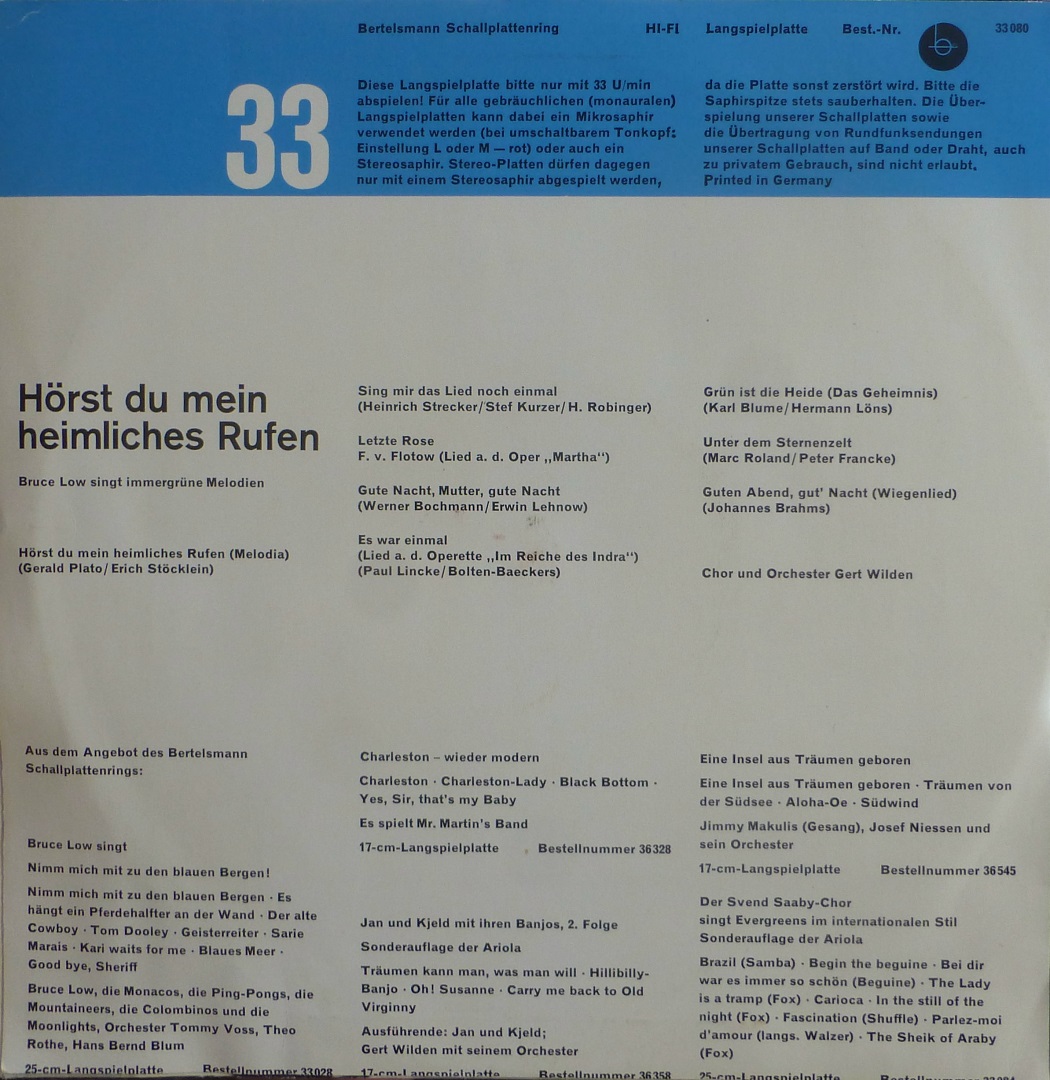 Bertelsmann Schallplattenring HI-FI Langspielplatte Best.-Nr. 33 080
33
Diese Langspielplatte bitte nur mit 33 U/min
abspielen! Für alle gebräuchlichen (monauralen)
Langspielplatten kann dabei ein Mikrosaphir
verwendet werden (bei umschaltbarem Tonkopf:
Einstellung L oder M — rot) oder auch ein
Stereosaphir. Stereo-Platten dürfen dagegen
nur mit einem Stereosaphir abgespielt werden,
da die Platte sonst zerstört wird. Bitte die
Saphirspitze stets sauberhalten. Die Über-
spielung unserer Schallplatten sowie
die Übertragung von Rundfunksendungen
unserer Schallplatten auf Band oder Draht, auch
zu privatem Gebrauch, sind nicht erlaubt.
Printed in Germany
Hörst du mein
heimliches Rufen
Bruce Low singt immergrüne Melodien
Hörst du mein heimliches Rufen (Melodia)
(Gerald Plato/Erich Stöcklein)
Sing mir das Lied noch einmal
(Heinrich Strecker/Stef Kurzer/H. Robinger)
Letzte Rose
F. v. Flotow (Lied a. d. Oper „Martha“)
Gute Nacht, Mutter, gute Nacht
(Werner Bochmann/Erwin Lehnow)
Es war einmal
(Lied a. d. Operette „Im Reiche des Indra“)
(Paul Lincke/Bolten-Baeckers)
Grün ist die Heide (Das Geheimnis)
(Karl Blume/Hermann Löns)
Unter dem Sternenzelt
(Marc Roland/Peter Francke)
Guten Abend, gut' Nacht (Wiegenlied)
(Johannes Brahms)
Chor und Orchester Gert Wilden
Aus dem Angebot des Bertelsmann
Schallplattenrings:
Bruce Low singt
Nimm mich mit zu den blauen Bergen!
Nimm mich mit zu den blauen Bergen · Es
hängt ein Pferdehalfter an der Wand · Der alte
Cowboy · Tom Dooley · Geisterreiter · Sarie
Marais · Kari waits for me · Blaues Meer ·
Good bye, Sheriff
Bruce Low, die Monacos, die Ping-Pongs, die
Mountaineers, die Colombinos und die
Moonlights, Orchester Tommy Voss, Theo
Rothe, Hans Bernd Blum
25-cm-Langspielplatte Bestellnummer 33028
Charleston – wieder modern
Charleston · Charleston-Lady · Black Bottom ·
Yes, Sir, that's my Baby
Es spielt Mr. Martin's Band
17-cm-Langspielplatte Bestellnummer 36328
Jan und Kjeld mit ihren Banjos, 2. Folge
Sonderauflage der Ariola
Träumen kann man, was man will · Hillibilly-
Banjo · Oh! Susanne · Carry me back to Old
Virginny
Ausführende: Jan und Kjeld;
Gert Wilden mit seinem Orchester
17-cm-Langspielplatte Bestellnummer 36358
Eine Insel aus Träumen geboren
Eine Insel aus Träumen geboren · Träumen von
der Südsee · Aloha-Oe · Südwind
Jimmy Makulis (Gesang), Josef Niessen und
sein Orchester
17-cm-Langspielplatte Bestellnummer 36545
Der Svend Saaby-Chor
singt Evergreens im internationalen Stil
Sonderauflage der Ariola
Brazil (Samba) · Begin the beguine · Bei dir
war es immer so schön (Beguine) · The Lady
is a tramp (Fox) · Carioca · In the still of the
night (Fox) · Fascination (Shuffle) · Parlez-moi
d'amour (langs. Walzer) · The Sheik of Araby
(Fox)
25-cm-Langspielplatte Bestellnummer